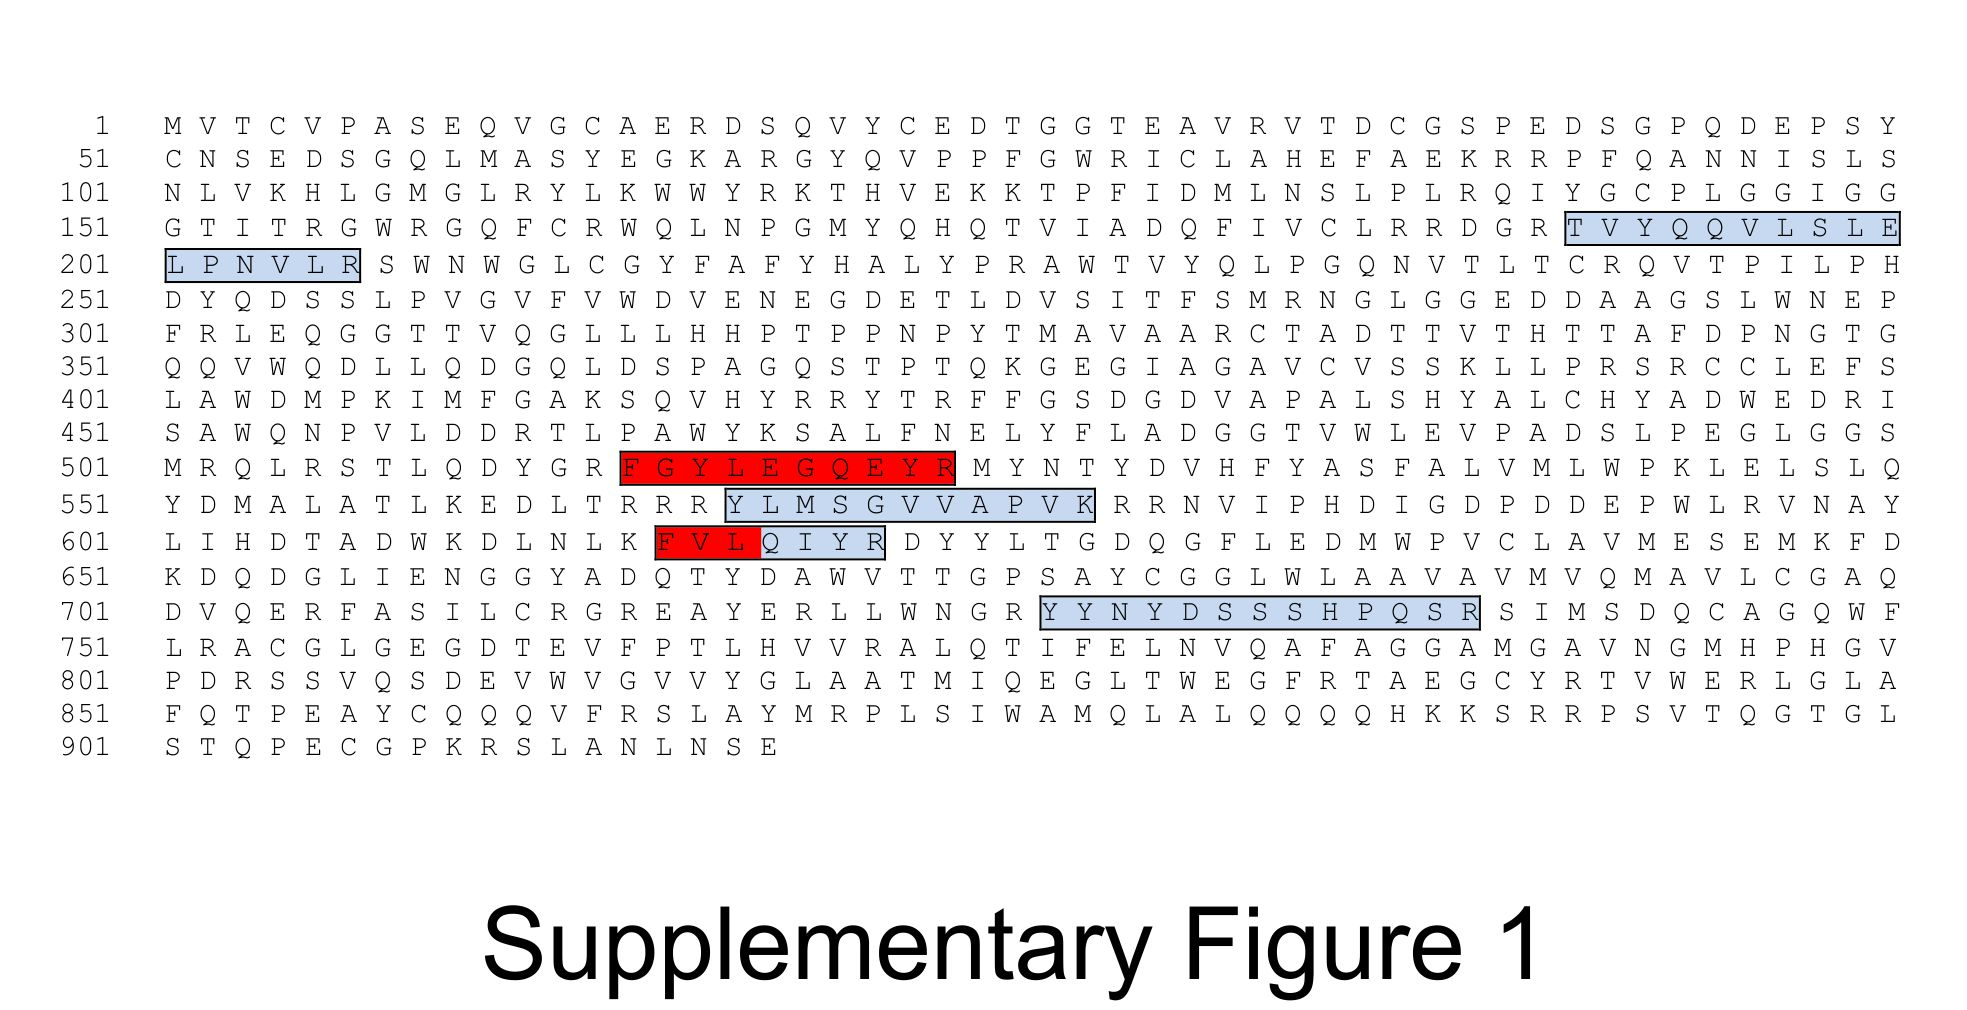 1 M V T C V P A S E Q V G C A E R D S Q V Y C E D T G G T E A V R V T D C G S P E D S G P Q D E P S Y
51 C N S E D S G Q L M A S Y E G K A R G Y Q V P P F G W R I C L A H E F A E K R R P F Q A N N I S L S
101 N L V K H L G M G L R Y L K W W Y R K T H V E K K T P F I D M L N S L P L R Q I Y G C P L G G I G G
151 G T I T R G W R G Q F C R W Q L N P G M Y Q H Q T V I A D Q F I V C L R R D G R T V Y Q Q V L S L E
201 L P N V L R S W N W G L C G Y F A F Y H A L Y P R A W T V Y Q L P G Q N V T L T C R Q V T P I L P H
251 D Y Q D S S L P V G V F V W D V E N E G D E T L D V S I T F S M R N G L G G E D D A A G S L W N E P
301 F R L E Q G G T T V Q G L L L H H P T P P N P Y T M A V A A R C T A D T T V T H T T A F D P N G T G
351 Q Q V W Q D L L Q D G Q L D S P A G Q S T P T Q K G E G I A G A V C V S S K L L P R S R C C L E F S
401 L A W D M P K I M F G A K S Q V H Y R R Y T R F F G S D G D V A P A L S H Y A L C H Y A D W E D R I
451 S A W Q N P V L D D R T L P A W Y K S A L F N E L Y F L A D G G T V W L E V P A D S L P E G L G G S
501 M R Q L R S T L Q D Y G R F G Y L E G Q E Y R M Y N T Y D V H F Y A S F A L V M L W P K L E L S L Q
551 Y D M A L A T L K E D L T R R R Y L M S G V V A P V K R R N V I P H D I G D P D D E P W L R V N A Y
601 L I H D T A D W K D L N L K F V L Q I Y R D Y Y L T G D Q G F L E D M W P V C L A V M E S E M K F D
651 K D Q D G L I E N G G Y A D Q T Y D A W V T T G P S A Y C G G L W L A A V A V M V Q M A V L C G A Q
701 D V Q E R F A S I L C R G R E A Y E R L L W N G R Y Y N Y D S S S H P Q S R S I M S D Q C A G Q W F
751 L R A C G L G E G D T E V F P T L H V V R A L Q T I F E L N V Q A F A G G A M G A V N G M H P H G V
801 P D R S S V Q S D E V W V G V V Y G L A A T M I Q E G L T W E G F R T A E G C Y R T V W E R L G L A
851 F Q T P E A Y C Q Q Q V F R S L A Y M R P L S I W A M Q L A L Q Q Q Q H K K S R R P S V T Q G T G L
901 S T Q P E C G P K R S L A N L N S E
Supplementary Figure 1